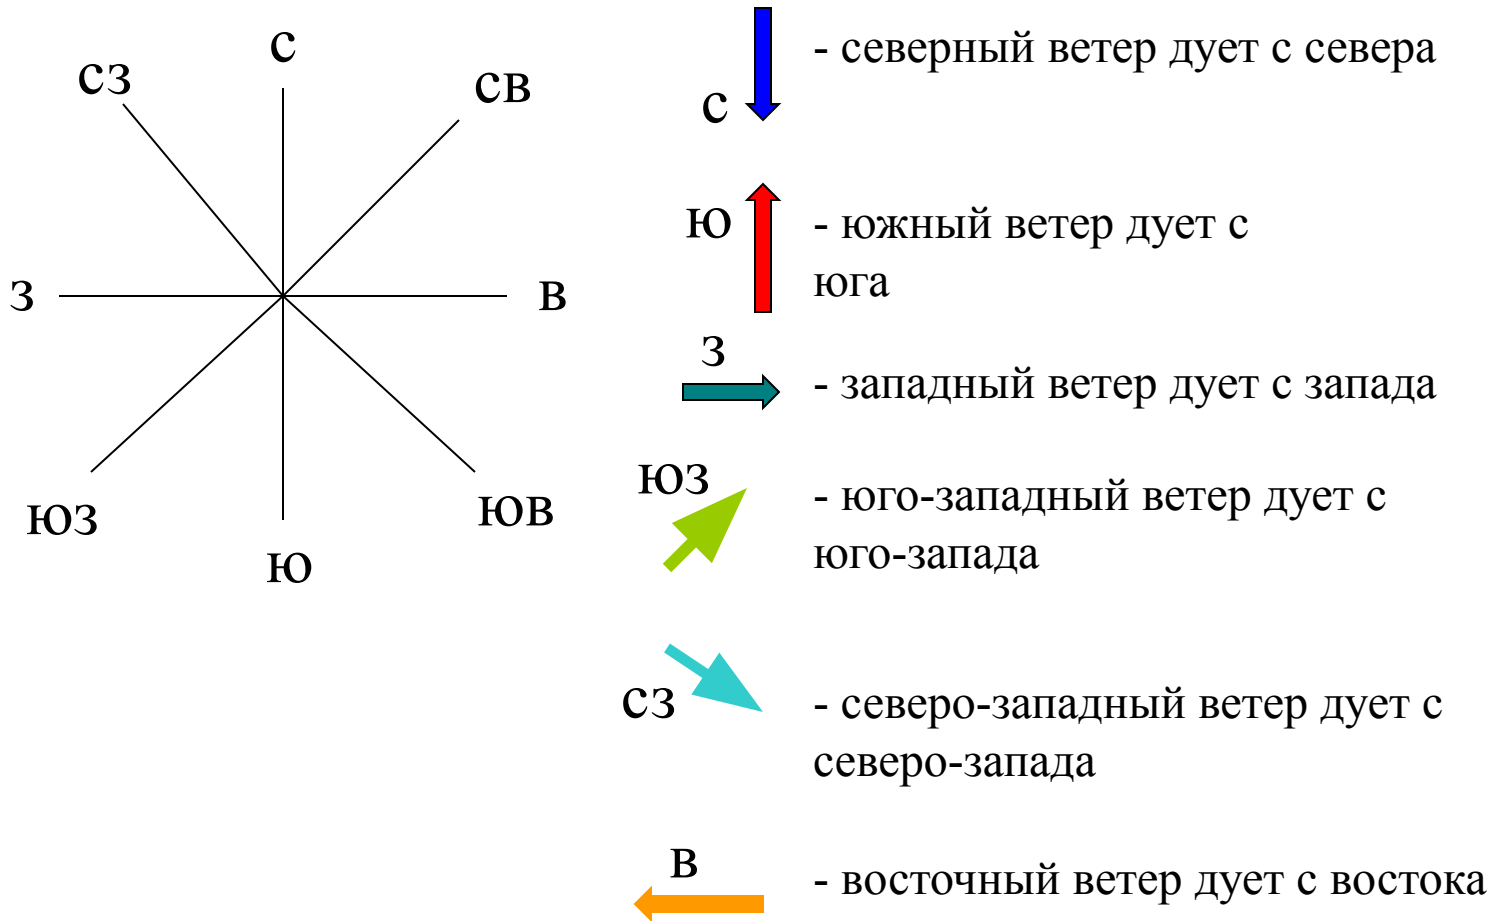 с
сз
св
з
в
юз
юв
ю
с
- северный ветер дует с севера
ю
- южный ветер дует с
юга
з
- западный ветер дует с запада
юз
- юго-западный ветер дует с
юго-запада
сз
- северо-западный ветер дует с
северо-запада
в
- восточный ветер дует с востока